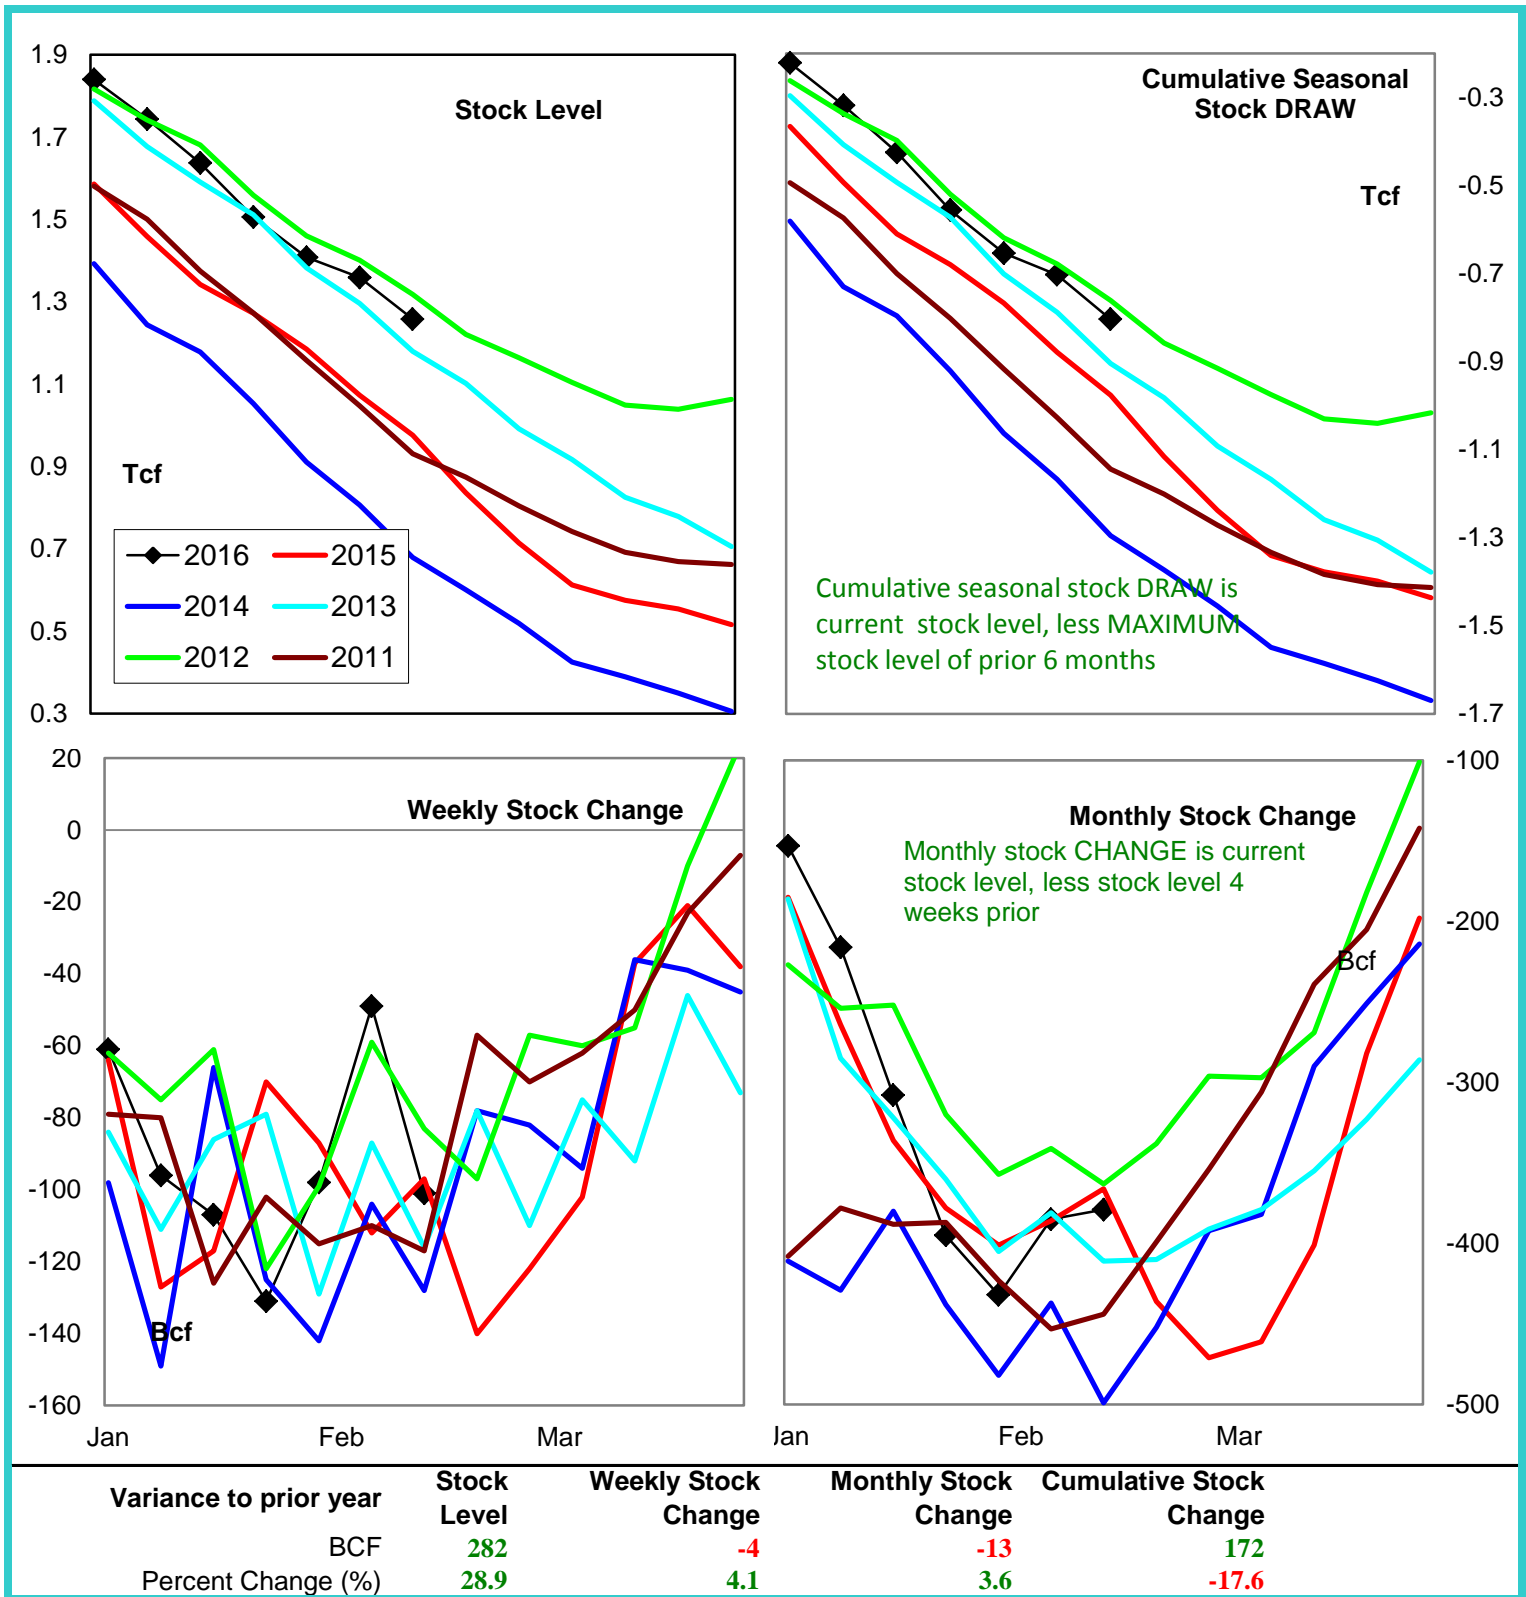 Stock Level
1.9
1.7
1.5
1.3
1.1
0.9
0.7
0.5
0.3
Tcf
2016 2015
2014 2013
2012 2011
Cumulative Seasonal
Stock DRAW
Tcf
-0.3
-0.5
-0.7
-0.9
-1.1
-1.3
-1.5
-1.7
Cumulative seasonal stock DRAW is
current stock level, less MAXIMUM
stock level of prior 6 months
Weekly Stock Change
20
0
-20
-40
-60
-80
-100
-120
-140
-160
Bcf
Jan Feb Mar
Monthly Stock Change
Monthly stock CHANGE is current
stock level, less stock level 4
weeks prior
Bcf
-100
-200
-300
-400
-500
Jan Feb Mar
Variance to prior year
Stock
Level
Weekly Stock
Change
Monthly Stock
Change
Cumulative Stock
Change
BCF 282 -4 -13 172
Percent Change (%) 28.9 4.1 3.6 -17.6